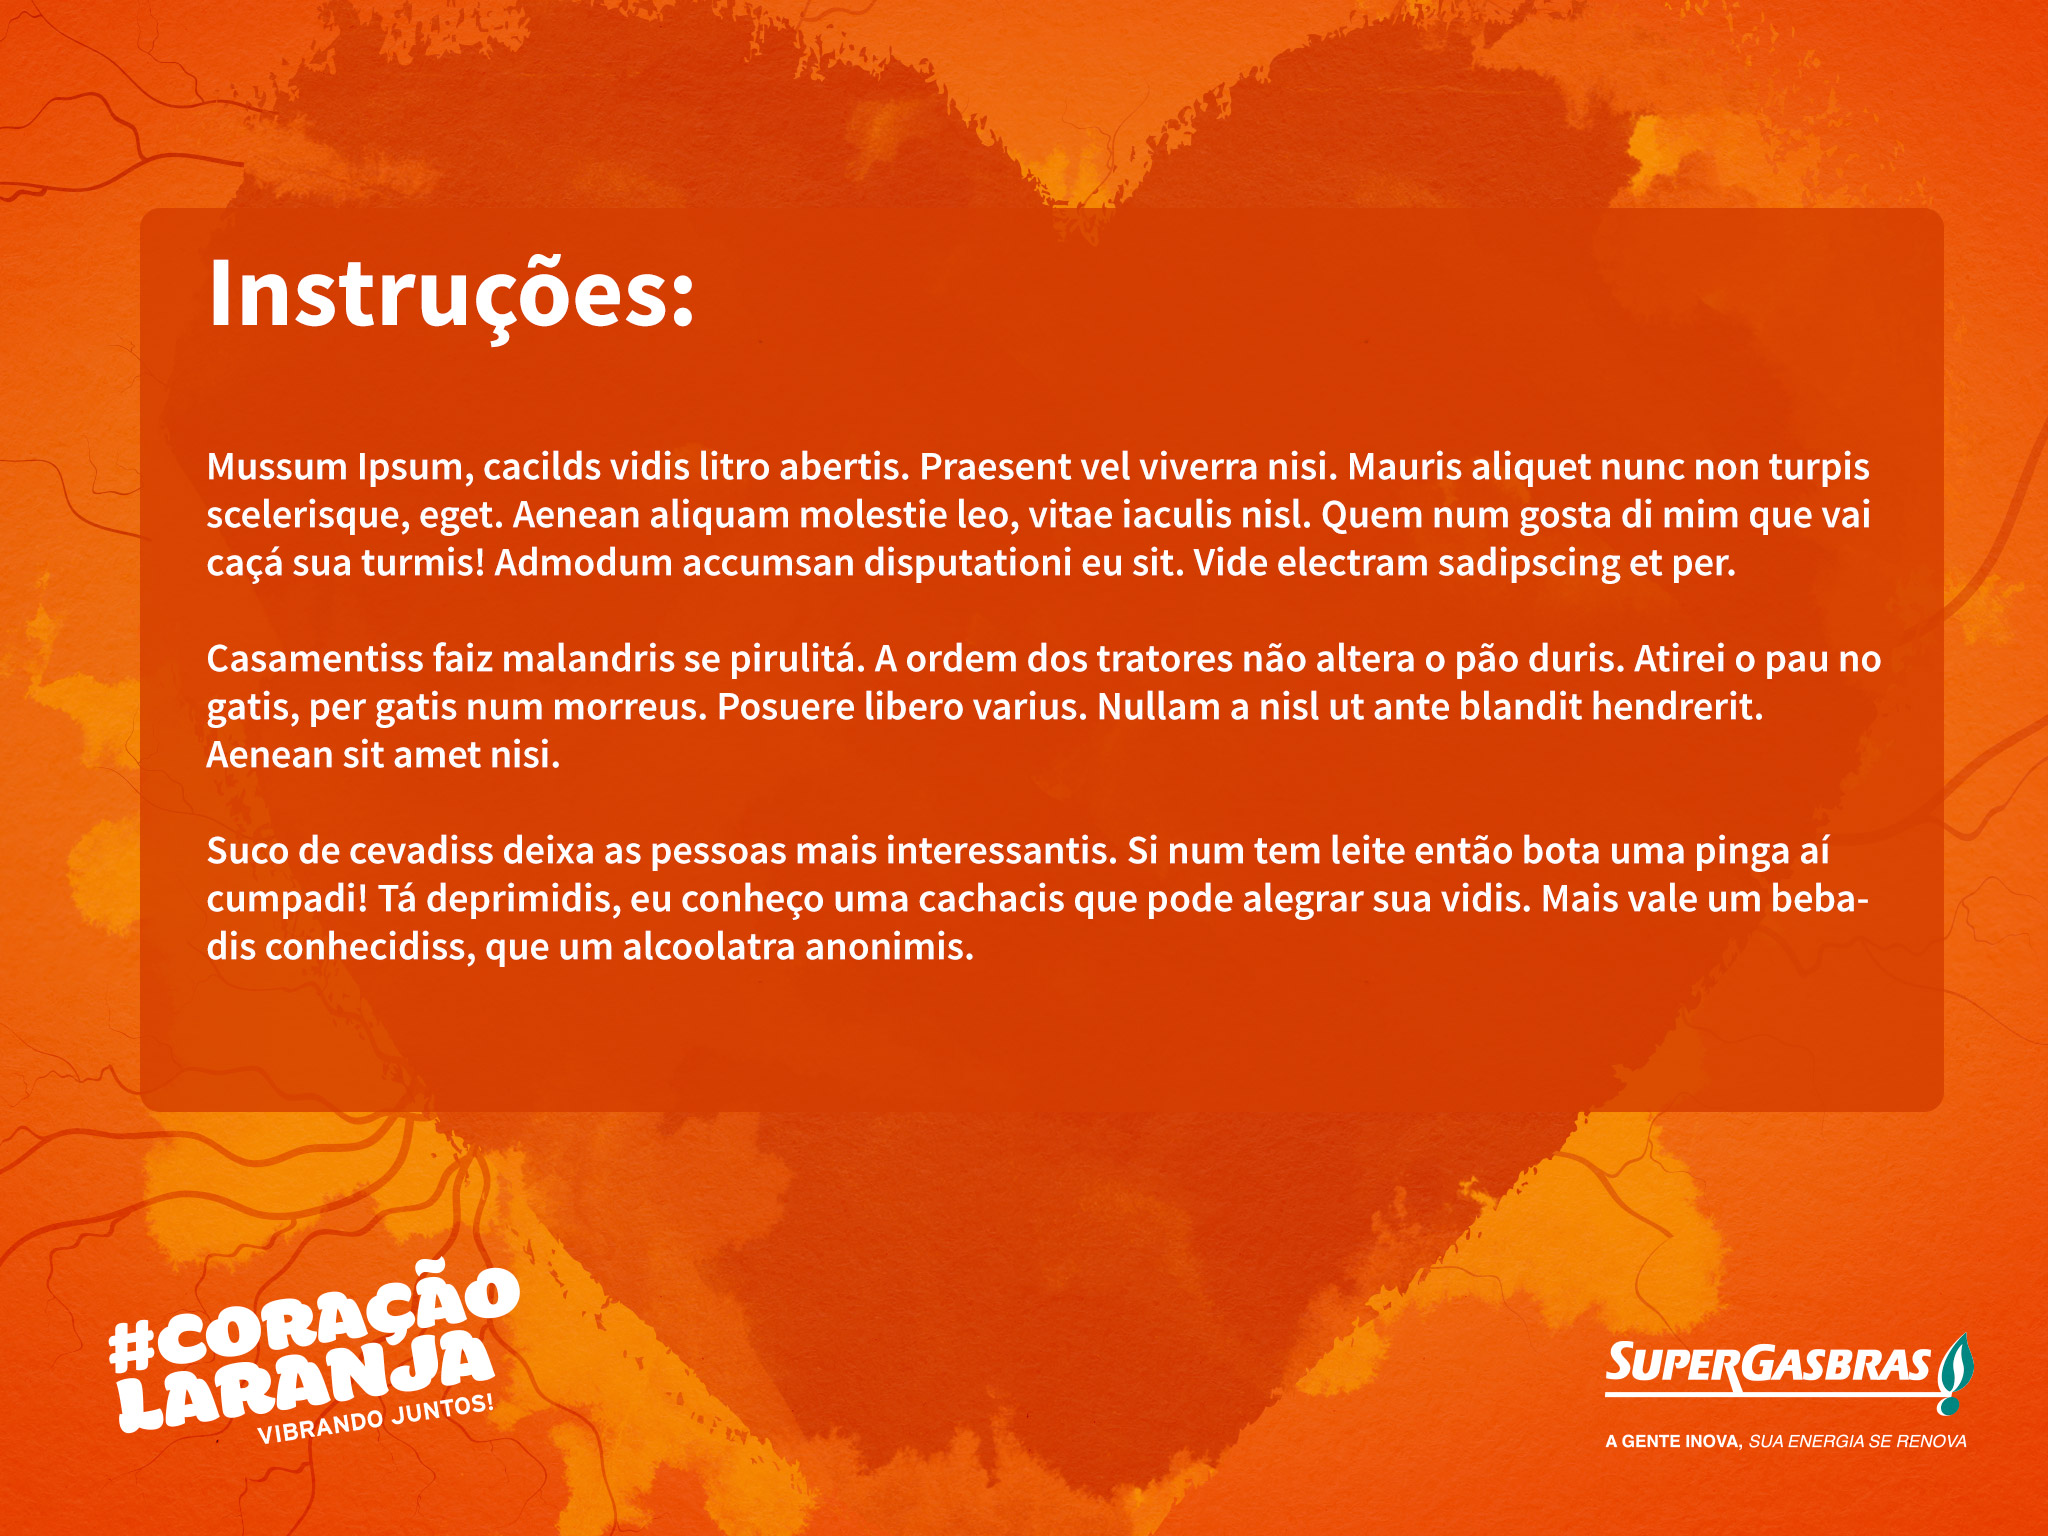 Instruções:
Mussum Ipsum, cacilds vidis litro abertis. Praesent vel viverra nisi. Mauris aliquet nunc non turpis
scelerisque, eget. Aenean aliquam molestie leo, vitae iaculis nisl. Quem num gosta di mim que vai
caçá sua turmis! Admodum accumsan disputationi eu sit. Vide electram sadipscing et per.
Casamentiss faiz malandris se pirulitá. A ordem dos tratores não altera o pão duris. Atirei o pau no
gatis, per gatis num morreus. Posuere libero varius. Nullam a nisl ut ante blandit hendrerit.
Aenean sit amet nisi.
Suco de cevadiss deixa as pessoas mais interessantis. Si num tem leite então bota uma pinga aí
cumpadi! Tá deprimidis, eu conheço uma cachacis que pode alegrar sua vidis. Mais vale um beba-
dis conhecidiss, que um alcoolatra anonimis.
#CORAÇÃO
LARANJA
VIBRANDO JUNTOS!
SUPERGASBRAS
A GENTE INOVA, SUA ENERGIA SE RENOVA